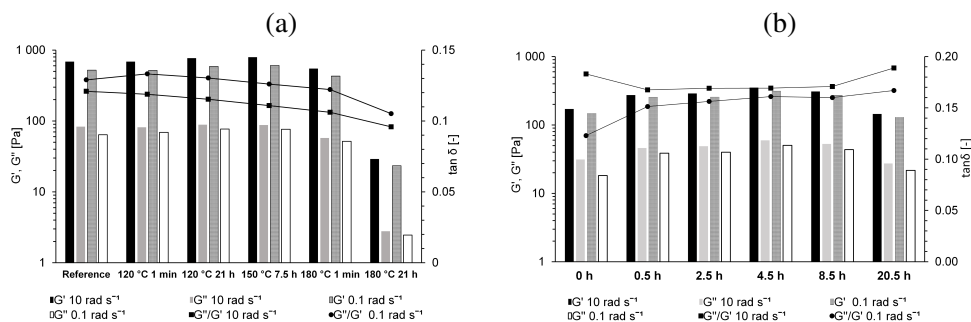 (a)
1 000
100
10
1
G', G'' [Pa]
0.15
0.10
0.05
0.00
tan δ [-]
Reference 120 °C 1 min 120 °C 21 h 150 °C 7.5 h 180 °C 1 min 180 °C 21 h
G' 10 rad s⁻¹ G'' 10 rad s⁻¹ G' 0.1 rad s⁻¹
G'' 0.1 rad s⁻¹ G''/G' 10 rad s⁻¹ G''/G' 0.1 rad s⁻¹
(b)
1000
100
10
1
G', G'' [Pa]
0.20
0.15
0.10
0.05
0.00
tanδ [-]
0 h 0.5 h 2.5 h 4.5 h 8.5 h 20.5 h
G' 10 rad s⁻¹ G'' 10 rad s⁻¹ G' 0.1 rad s⁻¹
G'' 0.1 rad s⁻¹ G''/G' 10 rad s⁻¹ G''/G' 0.1 rad s⁻¹